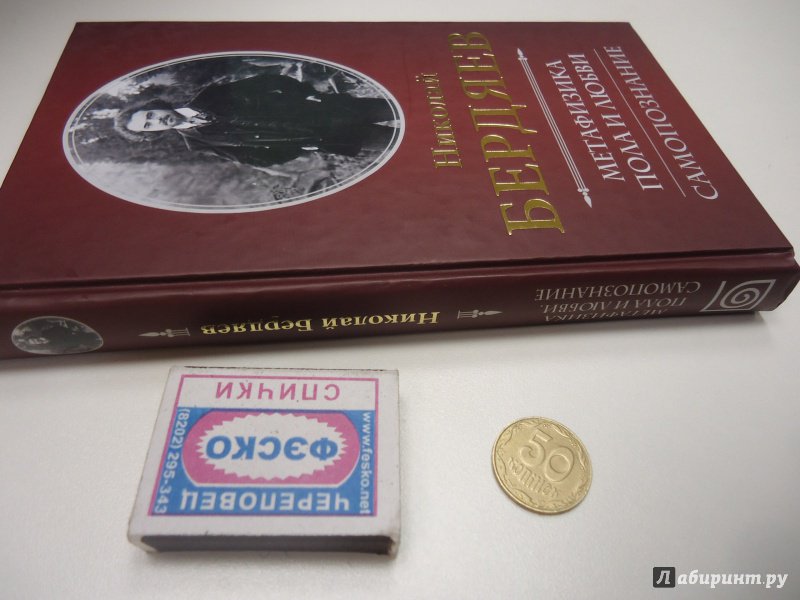 Николай
БЕРДЯЕВ
МЕТАФИЗИКА
ПОЛА И ЛЮБВИ
САМОПОЗНАНИЕ
Николай Бердяев
МЕТАФИЗИКА
ПОЛА И ЛЮБВИ.
САМОПОЗНАНИЕ
СПИЧКИ
ФЭСКО
ЧЕРЕПОВЕЦ
(8202) 295-343
www.fesko.net
50
КОПІЙОК
Лабиринт.ру